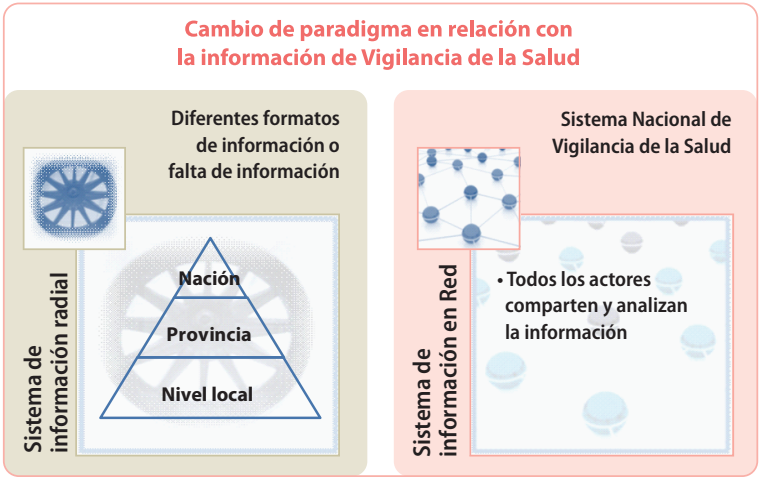 Cambio de paradigma en relación con
la información de Vigilancia de la Salud
Diferentes formatos
de información o
falta de información
Sistema de
información radial
Nación
Provincia
Nivel local
Sistema Nacional de
Vigilancia de la Salud
Sistema de
información en Red
• Todos los actores
comparten y analizan
la información